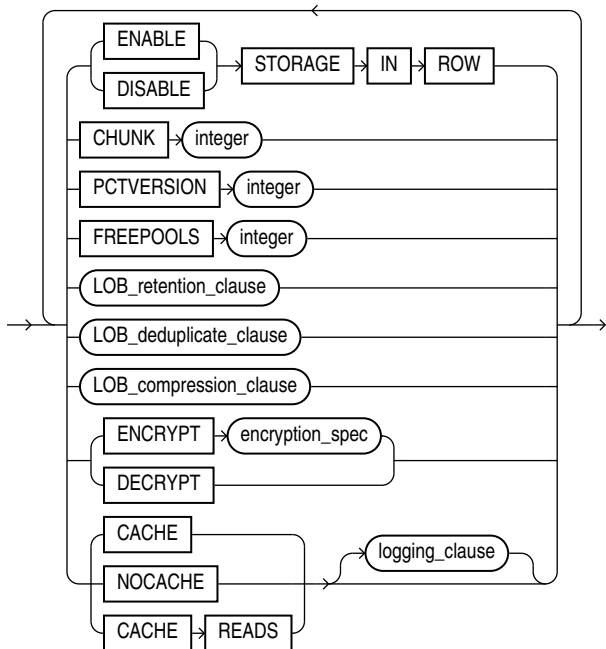 ENABLE
DISABLE
STORAGE IN ROW
CHUNK integer
PCTVERSION integer
FREEPOOLS integer
LOB_retention_clause
LOB_deduplicate_clause
LOB_compression_clause
ENCRYPT encryption_spec
DECRYPT
CACHE
NOCACHE
CACHE READS
logging_clause